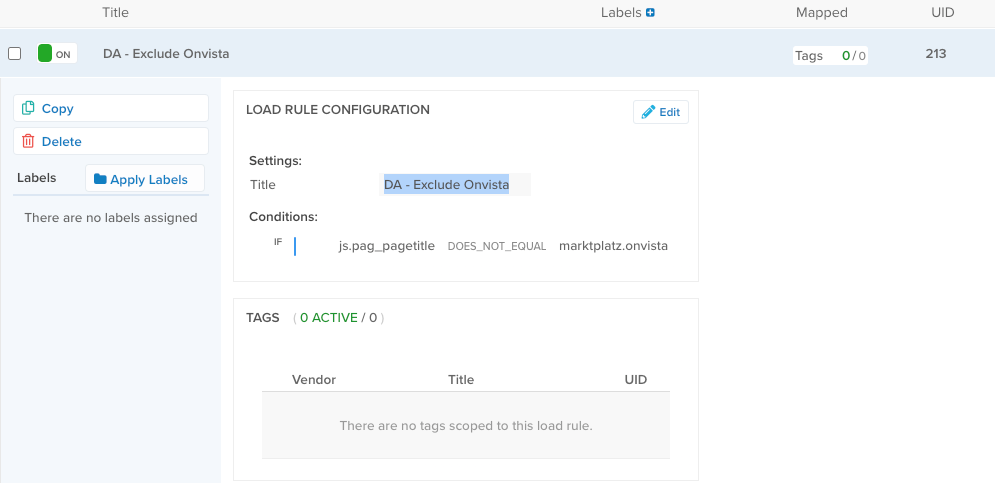 Title Labels Mapped UID
ON DA - Exclude Onvista Tags 0/0 213
Copy
Delete
Labels Apply Labels
There are no labels assigned
LOAD RULE CONFIGURATION Edit
Settings:
Title DA - Exclude Onvista
Conditions:
IF js.pag_pagetitle DOES_NOT_EQUAL marktplatz.onvista
TAGS ( 0 ACTIVE / 0 )
Vendor Title UID
There are no tags scoped to this load rule.